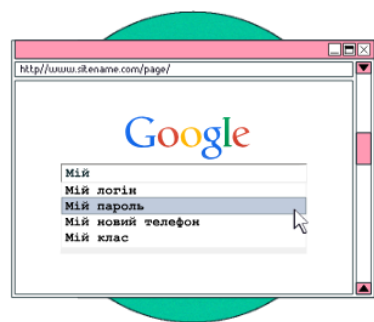 http//www.sitename.com/page/
Google
Мій
Мій логін
Мій пароль
Мій новий телефон
Мій клас